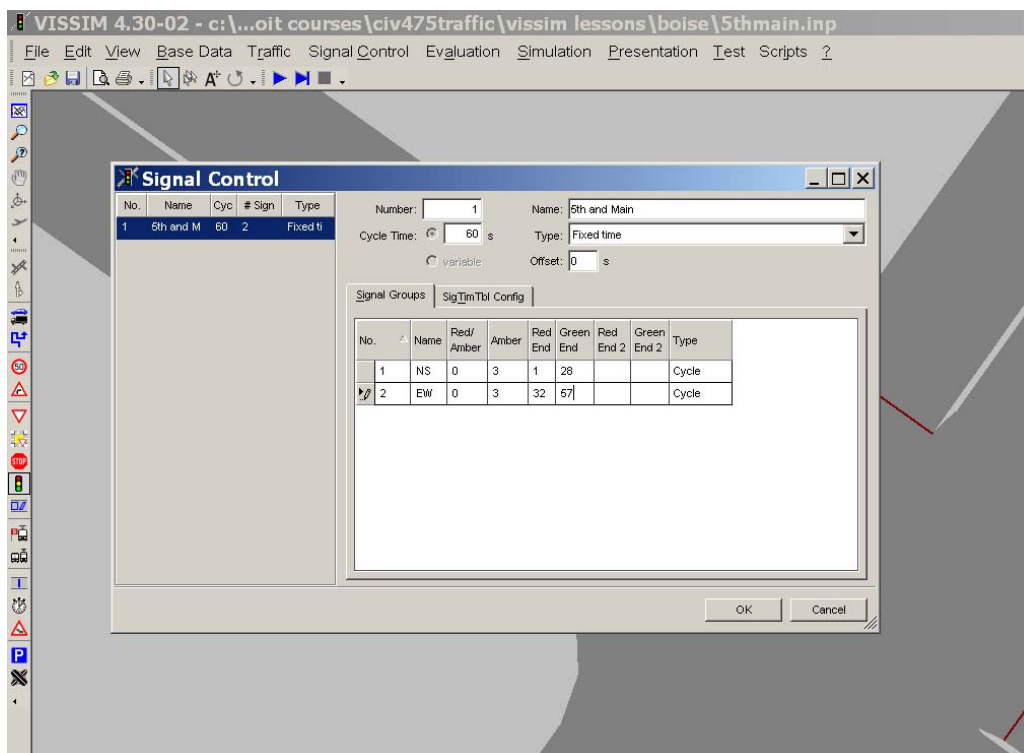 VISSIM 4.30-02 - c:\...oit courses\civ475traffic\vissim lessons\boise\5thmain.inp
File Edit View Base Data Traffic Signal Control Evaluation Simulation Presentation Test Scripts ?
Signal Control
No. Name Cyc # Sign Type
1 5th and M 60 2 Fixed ti
Number: 1 Name: 5th and Main
Cycle Time: 60 s Type: Fixed time
variable Offset: 0 s
Signal Groups SigTimTbl Config
No. Name Red/ Amber Amber Red End Green End Red End 2 Green End 2 Type
1 NS 0 3 1 28 Cycle
2 EW 0 3 32 57 Cycle
OK Cancel
50
STOP
P